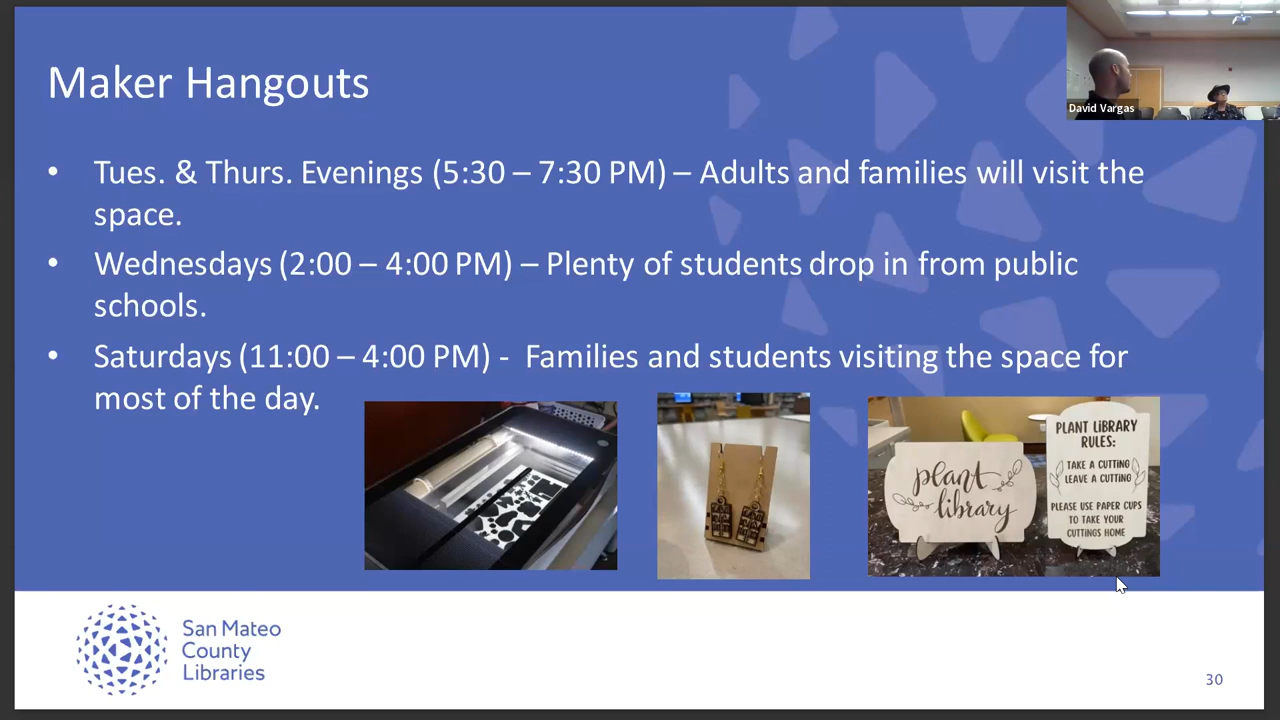 Maker Hangouts
David Vargas
• Tues. & Thurs. Evenings (5:30 – 7:30 PM) – Adults and families will visit the
space.
• Wednesdays (2:00 – 4:00 PM) – Plenty of students drop in from public
schools.
• Saturdays (11:00 – 4:00 PM) - Families and students visiting the space for
most of the day.
plant
library
PLANT LIBRARY
RULES:
TAKE A CUTTING
LEAVE A CUTTING
PLEASE USE PAPER CUPS
TO TAKE YOUR
CUTTINGS HOME
San Mateo
County
Libraries
30